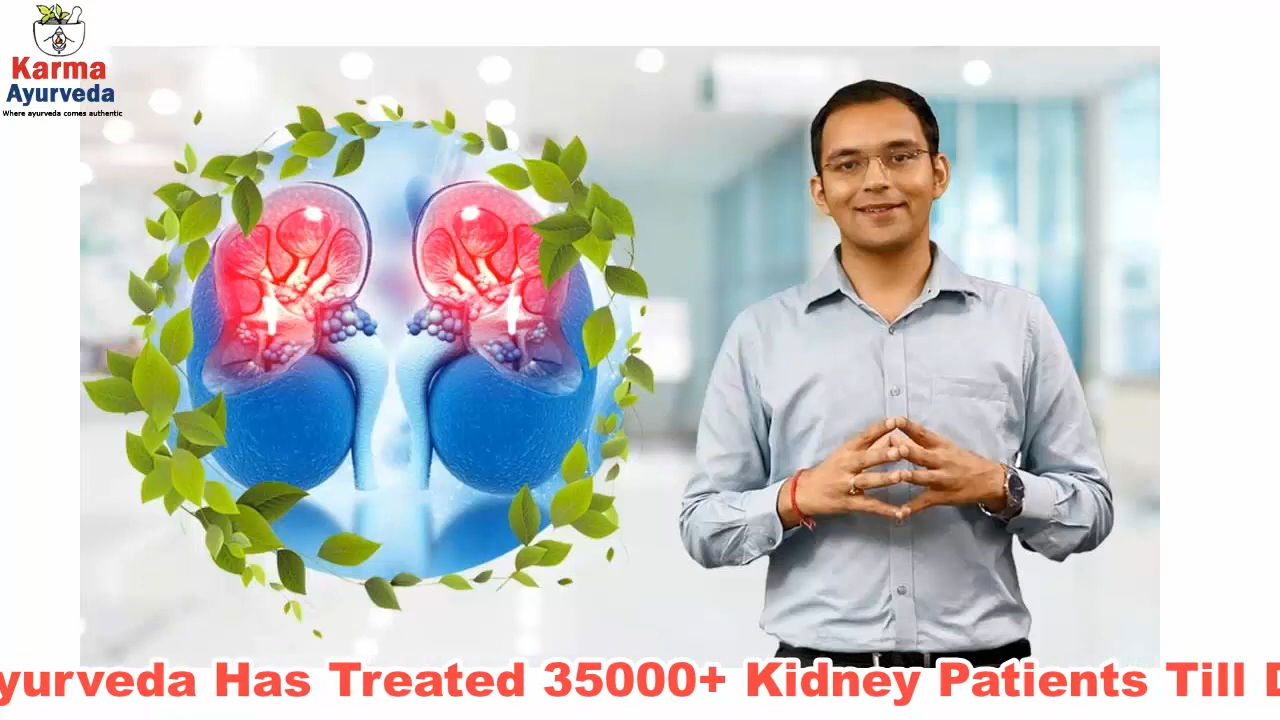 Karma
Ayurveda
Where ayurveda comes authentic
yurveda Has Treated 35000+ Kidney Patients Till